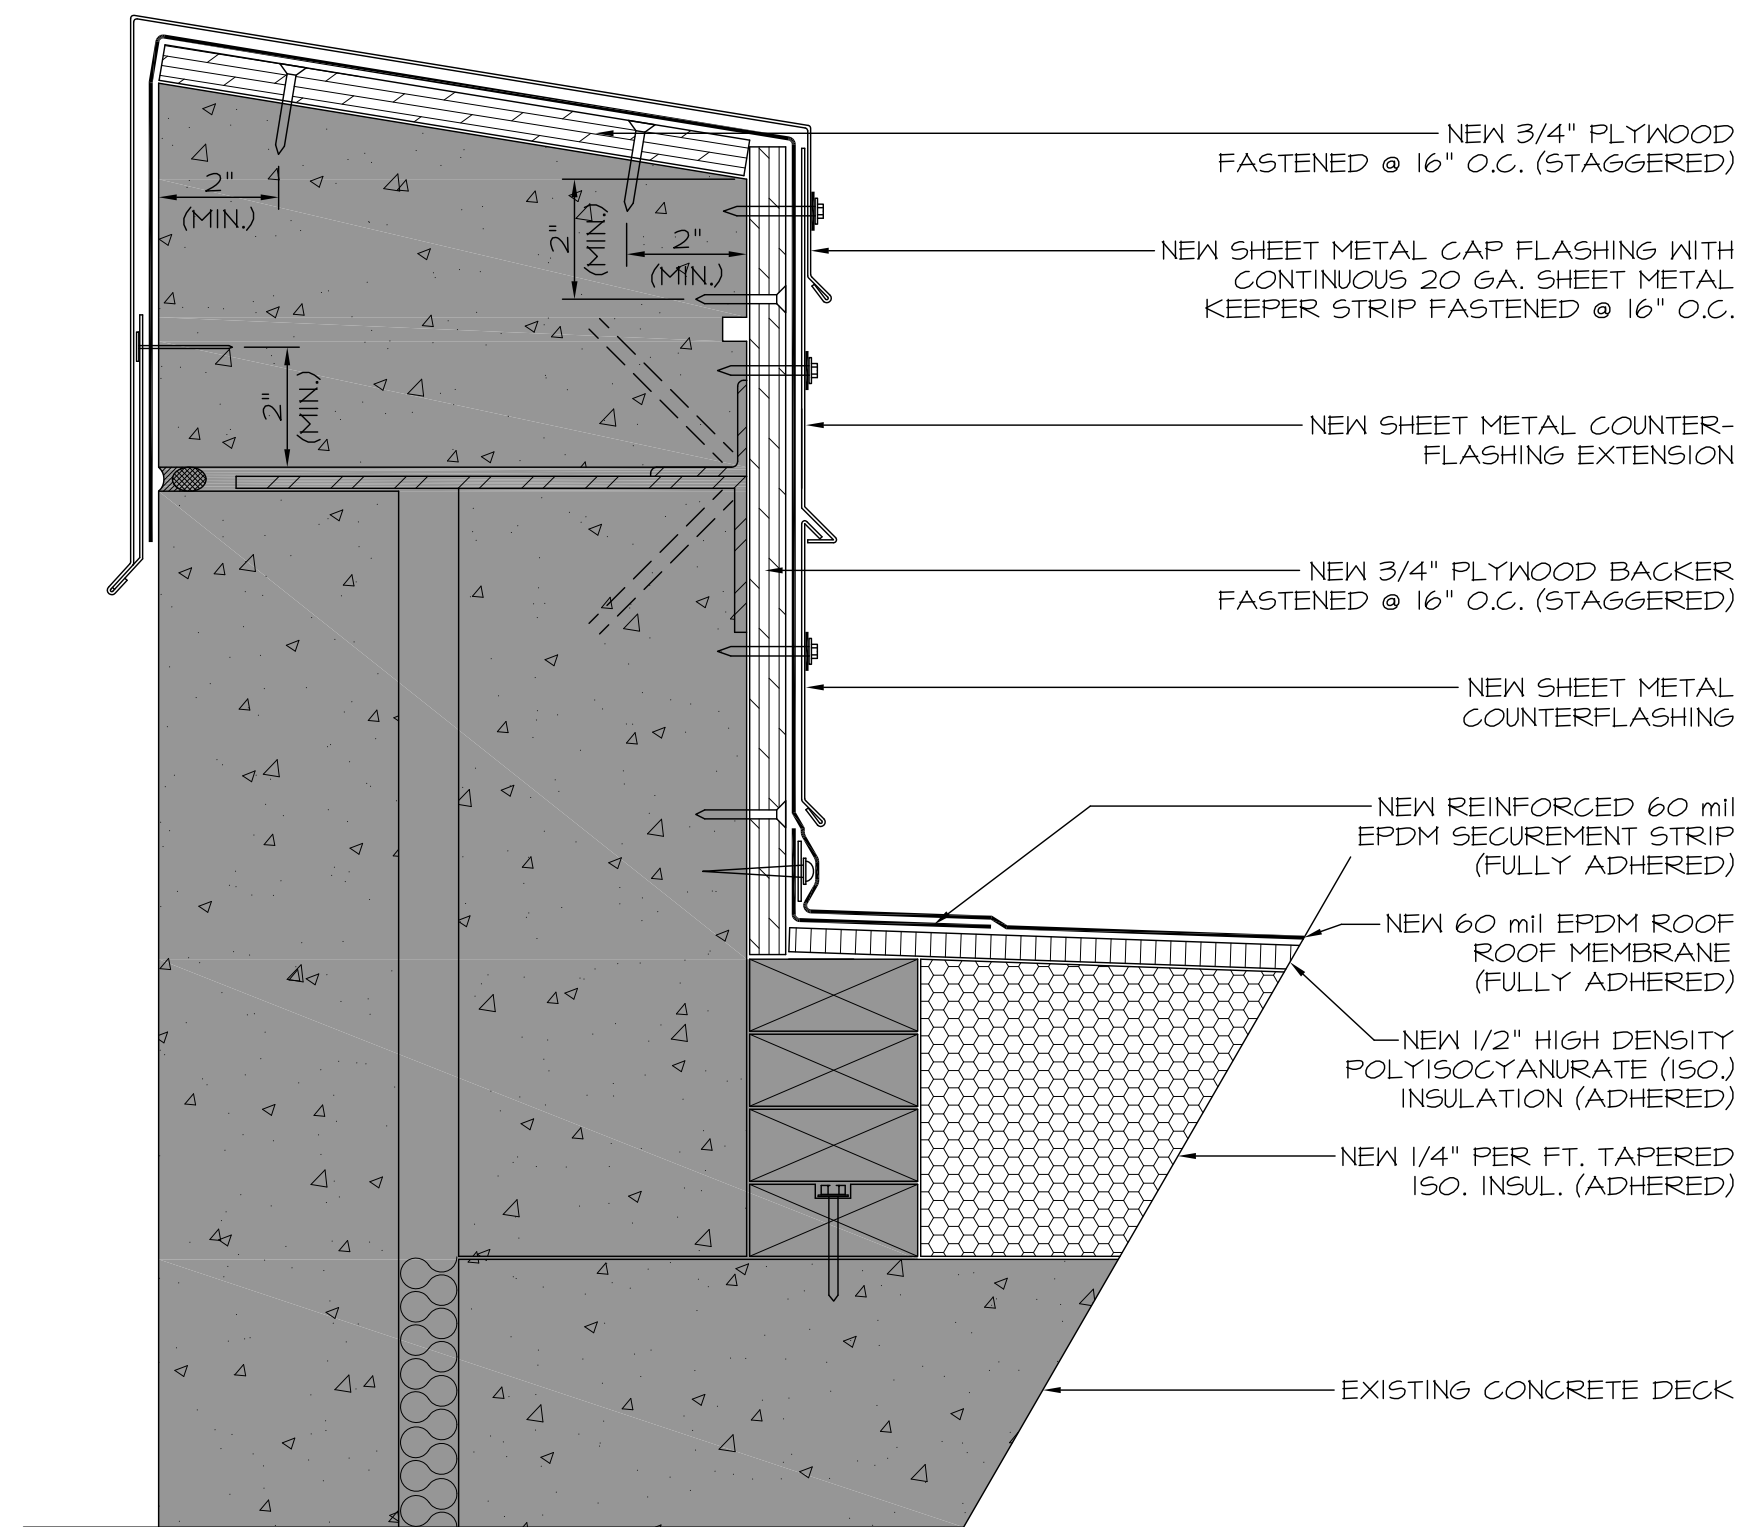 NEW 3/4" PLYWOOD
FASTENED @ 16" O.C. (STAGGERED)
2"
(MIN.)
2"
(MIN.)
2"
(MIN.)
NEW SHEET METAL CAP FLASHING WITH
CONTINUOUS 20 GA. SHEET METAL
KEEPER STRIP FASTENED @ 16" O.C.
2"
(MIN.)
NEW SHEET METAL COUNTER-
FLASHING EXTENSION
NEW 3/4" PLYWOOD BACKER
FASTENED @ 16" O.C. (STAGGERED)
NEW SHEET METAL
COUNTERFLASHING
NEW REINFORCED 60 mil
EPDM SECUREMENT STRIP
(FULLY ADHERED)
NEW 60 mil EPDM ROOF
ROOF MEMBRANE
(FULLY ADHERED)
NEW 1/2" HIGH DENSITY
POLYISOCYANURATE (ISO.)
INSULATION (ADHERED)
NEW 1/4" PER FT. TAPERED
ISO. INSUL. (ADHERED)
EXISTING CONCRETE DECK